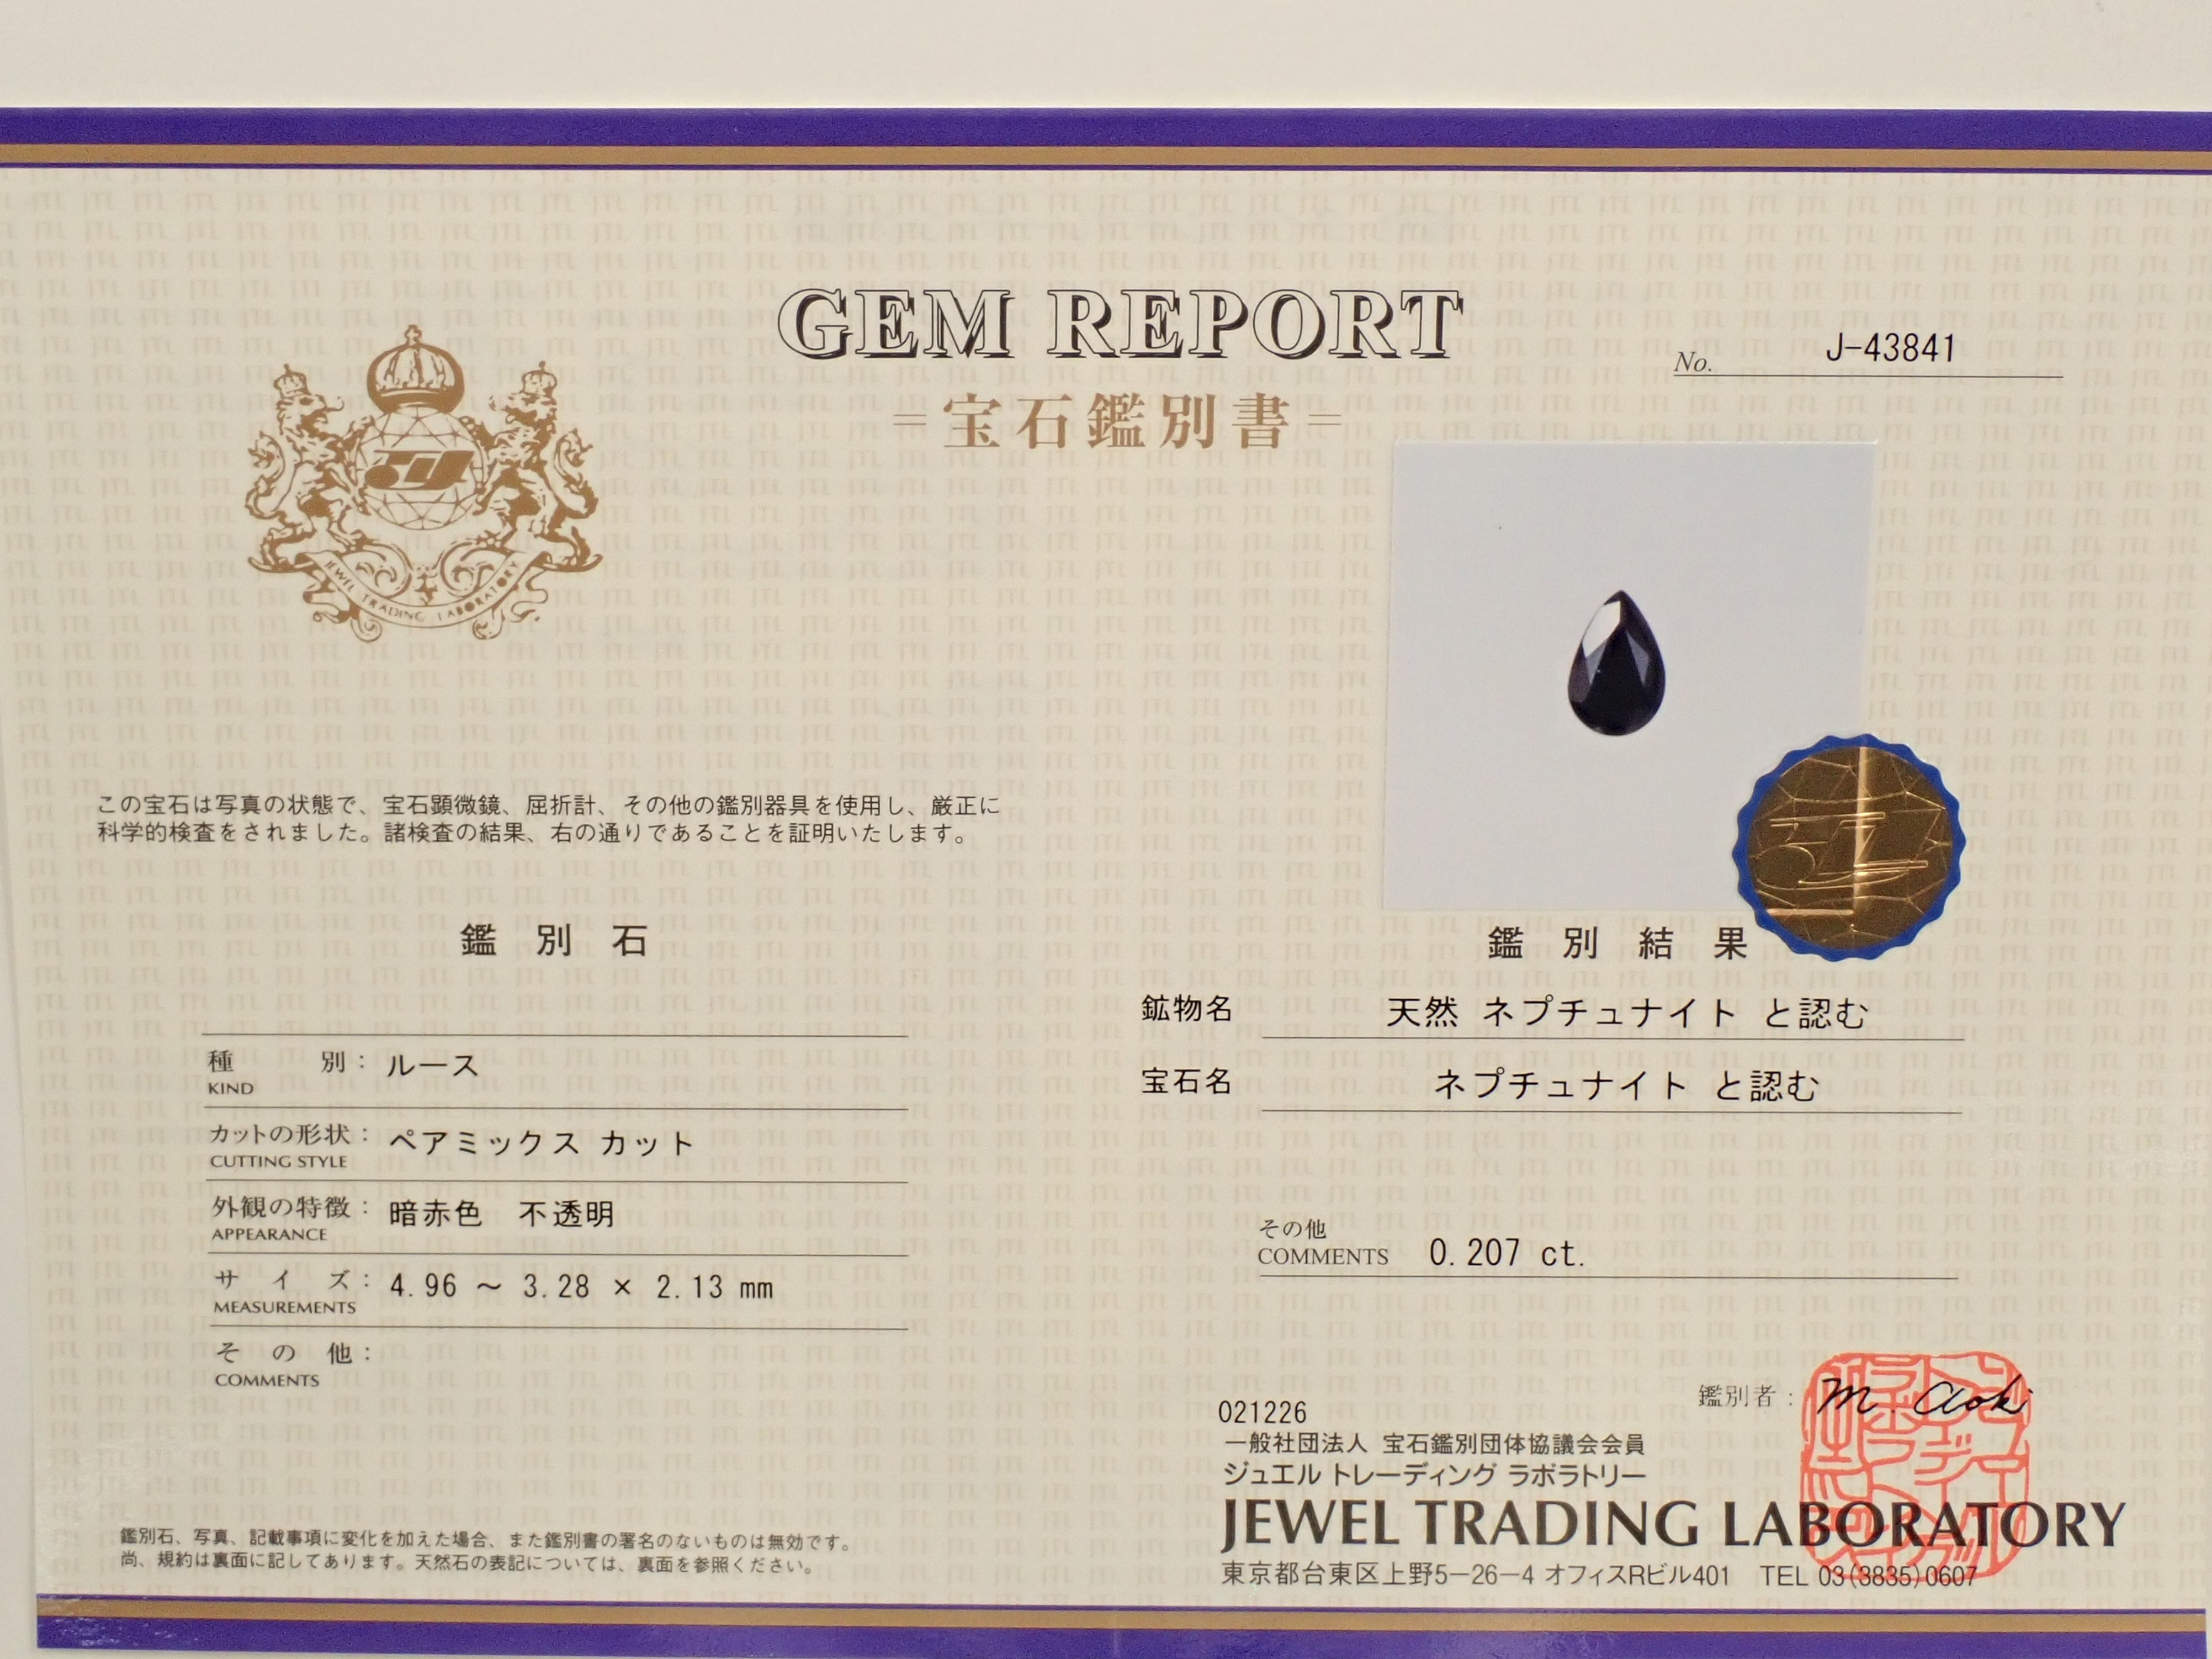 GEM REPORT
=宝石鑑別書=
No. J-43841
JEWEL TRADING LABORATORY
この宝石は写真の状態で、宝石顕微鏡、屈折計、その他の鑑別器具を使用し、厳正に
科学的検査をされました。諸検査の結果、右の通りであることを証明いたします。
鑑別石
種別: ルース
KIND
カットの形状: ペアミックス カット
CUTTING STYLE
外観の特徴: 暗赤色 不透明
APPEARANCE
サイズ: 4.96 ～ 3.28 × 2.13 mm
MEASUREMENTS
その他:
COMMENTS
鑑別石、写真、記載事項に変化を加えた場合、また鑑別書の署名のないものは無効です。
尚、規約は裏面に記してあります。天然石の表記については、裏面を参照ください。
鑑別結果
鉱物名 天然 ネプチュナイト と認む
宝石名 ネプチュナイト と認む
その他
COMMENTS 0.207 ct.
鑑別者: M. Aoki
021226
一般社団法人 宝石鑑別団体協議会会員
ジュエル トレーディング ラボラトリー
JEWEL TRADING LABORATORY
東京都台東区上野5-26-4 オフィスRビル401 TEL 03(3835)0607